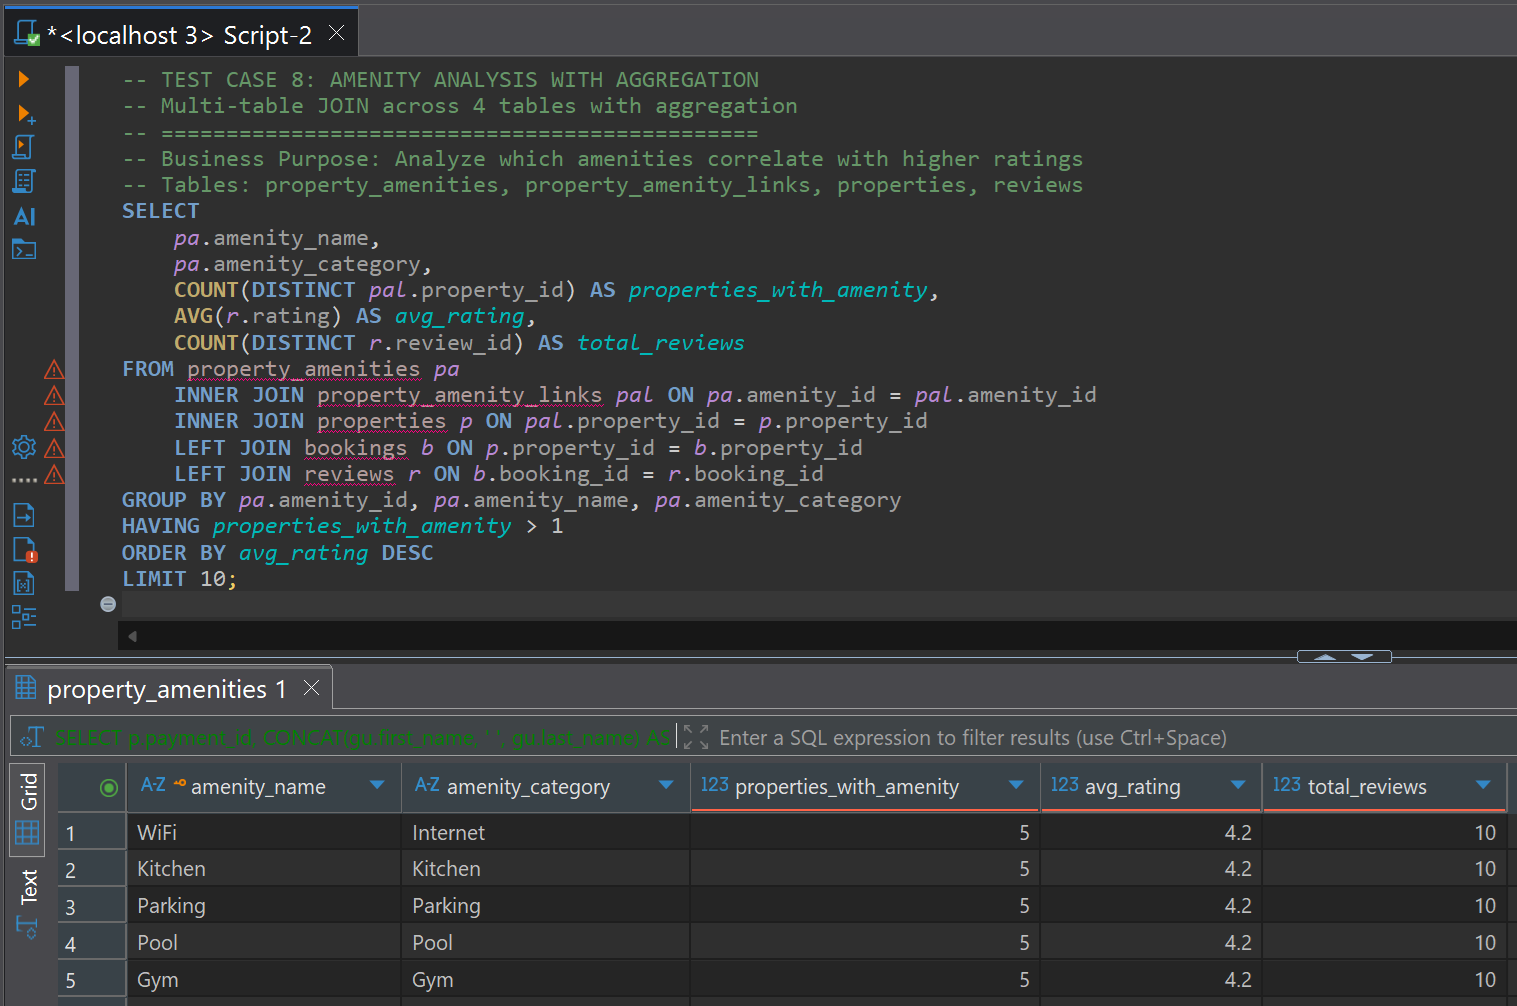 *<localhost 3> Script-2
-- TEST CASE 8: AMENITY ANALYSIS WITH AGGREGATION
-- Multi-table JOIN across 4 tables with aggregation
-- ==============================================
-- Business Purpose: Analyze which amenities correlate with higher ratings
-- Tables: property_amenities, property_amenity_links, properties, reviews
AI
SELECT
pa.amenity_name,
pa.amenity_category,
COUNT(DISTINCT pal.property_id) AS properties_with_amenity,
AVG(r.rating) AS avg_rating,
COUNT(DISTINCT r.review_id) AS total_reviews
FROM property_amenities pa
INNER JOIN property_amenity_links pal ON pa.amenity_id = pal.amenity_id
INNER JOIN properties p ON pal.property_id = p.property_id
LEFT JOIN bookings b ON p.property_id = b.property_id
LEFT JOIN reviews r ON b.booking_id = r.booking_id
GROUP BY pa.amenity_id, pa.amenity_name, pa.amenity_category
HAVING properties_with_amenity > 1
ORDER BY avg_rating DESC
LIMIT 10;
property_amenities 1
SELECT p.payment_id, CONCAT(gu.first_name, ' ', gu.last_name) AS Enter a SQL expression to filter results (use Ctrl+Space)
Grid
Text
A-Z amenity_name A-Z amenity_category 123 properties_with_amenity 123 avg_rating 123 total_reviews
1 WiFi Internet 5 4.2 10
2 Kitchen Kitchen 5 4.2 10
3 Parking Parking 5 4.2 10
4 Pool Pool 5 4.2 10
5 Gym Gym 5 4.2 10